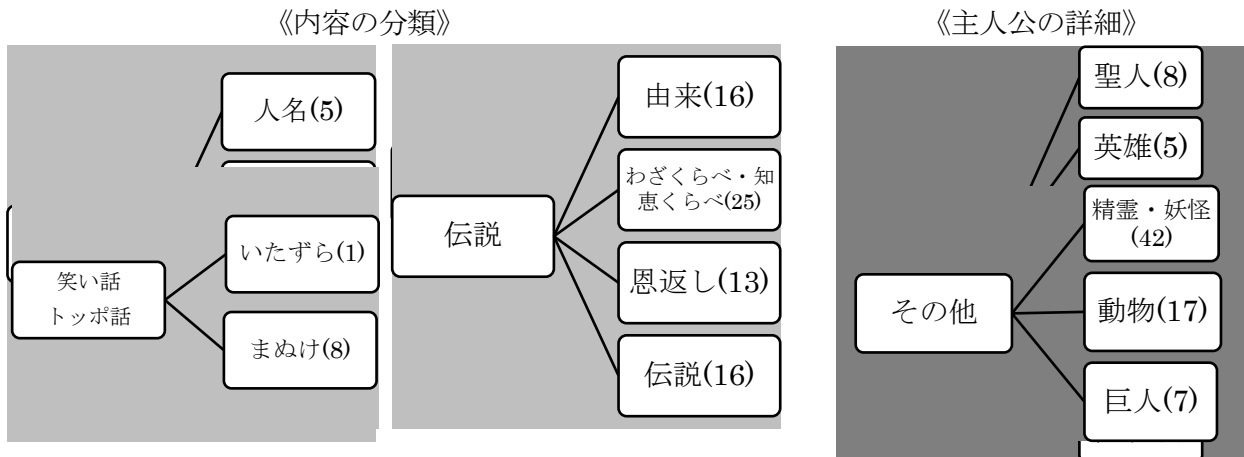 《内容の分類》
《主人公の詳細》
人名(5)
笑い話
トッポ話
いたずら(1)
まぬけ(8)
伝説
由来(16)
わざくらべ・知
恵くらべ(25)
恩返し(13)
伝説(16)
聖人(8)
英雄(5)
その他
精霊・妖怪
(42)
動物(17)
巨人(7)